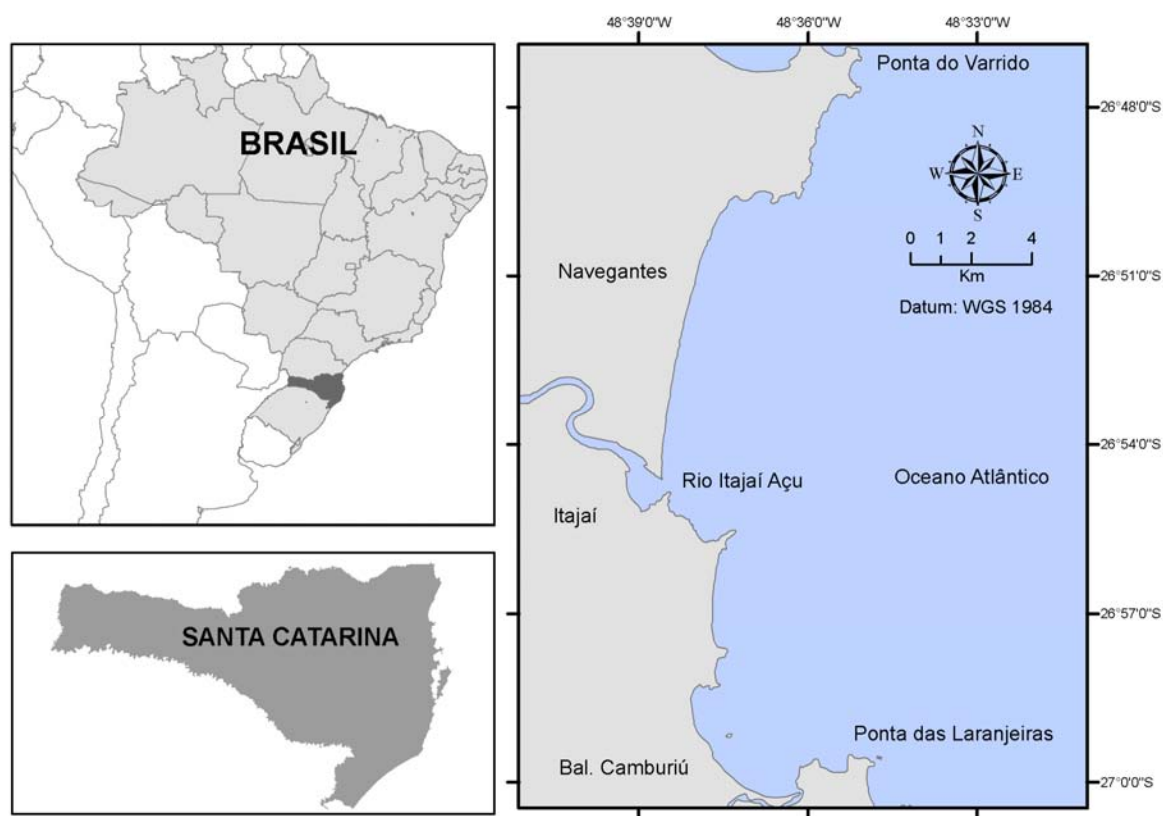 BRASIL
SANTA CATARINA
48°39'0"W 48°36'0"W 48°33'0"W
Ponta do Varrido
26°48'0"S
N
W E
S
0 1 2 4
Km
Navegantes
26°51'0"S
Datum: WGS 1984
26°54'0"S
Rio Itajaí Açu
Oceano Atlântico
Itajaí
26°57'0"S
Ponta das Laranjeiras
Bal. Camburiú
27°0'0"S